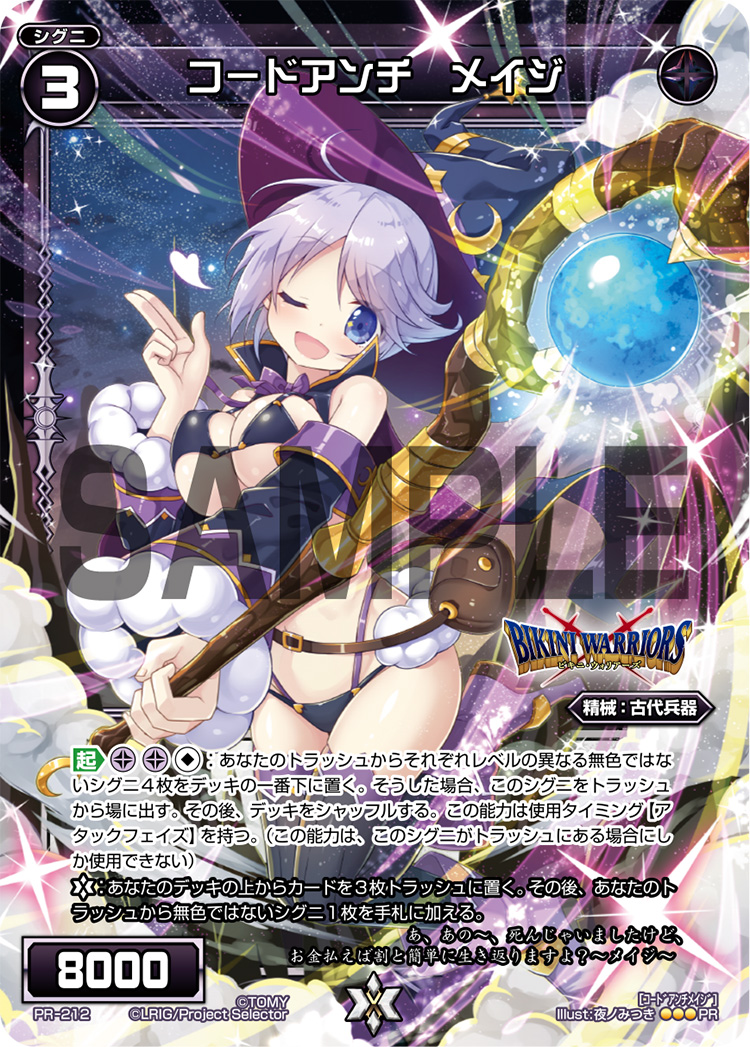 シグニ
3
コードアンチ　メイジ
SAMPLE
BIKINI WARRIORS
ビキニ・ウォリアーズ
精械：古代兵器
起：あなたのトラッシュからそれぞれレベルの異なる無色ではな
いシグニ４枚をデッキの一番下に置く。そうした場合、このシグニをトラッシュ
から場に出す。その後、デッキをシャッフルする。この能力は使用タイミング【ア
タックフェイズ】を持つ。（この能力は、このシグニがトラッシュにある場合にし
か使用できない）
：あなたのデッキの上からカードを３枚トラッシュに置く。その後、あなたのト
ラッシュから無色ではないシグニ１枚を手札に加える。
あ、あの～、死んじゃいましたけど、
お金払えば割と簡単に生き返りますよ？～メイジ～
8000
PR-212
©TOMY
©LRIG/Project Selector
[コードアンチメイジ]
Illust:夜ノみつき PR